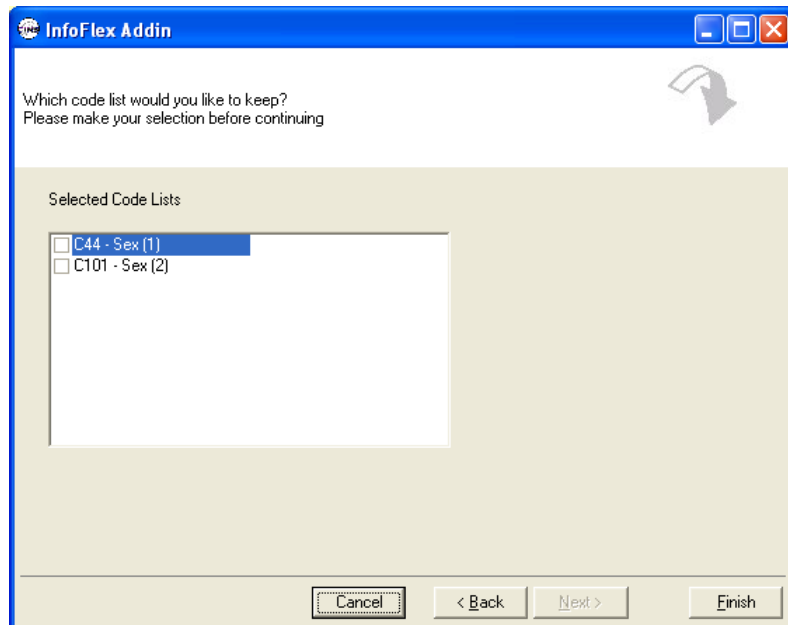 InfoFlex Addin
Which code list would you like to keep?
Please make your selection before continuing
Selected Code Lists
C44 - Sex (1)
C101 - Sex (2)
Cancel
< Back
Next >
Finish